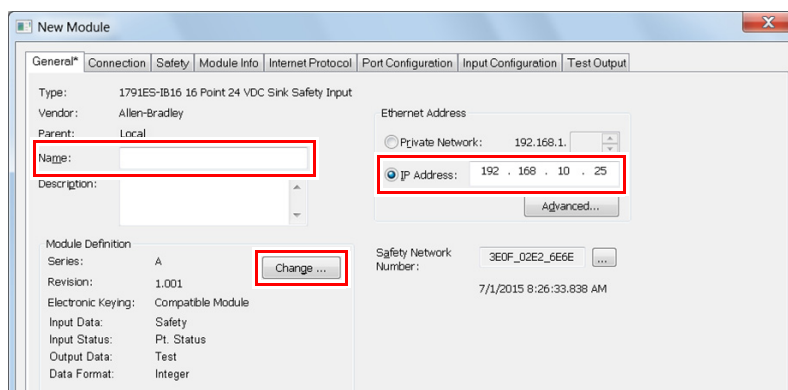 New Module
General* Connection Safety Module Info Internet Protocol Port Configuration Input Configuration Test Output
Type: 1791ES-IB16 16 Point 24 VDC Sink Safety Input
Vendor: Allen-Bradley
Parent: Local
Name:
Description:
Ethernet Address
Private Network: 192.168.1.
IP Address: 192 . 168 . 10 . 25
Advanced...
Module Definition
Series: A
Change ...
Revision: 1.001
Electronic Keying: Compatible Module
Input Data: Safety
Input Status: Pt. Status
Output Data: Test
Data Format: Integer
Safety Network
Number: 3E0F_02E2_6E6E ...
7/1/2015 8:26:33.838 AM